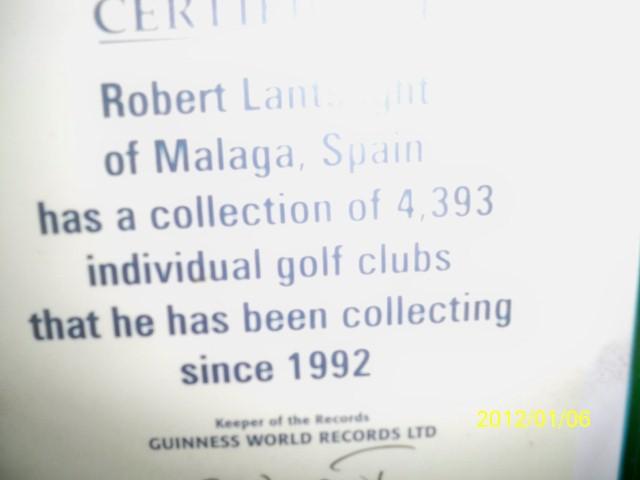 Robert
of Malaga, Spain
has a collection of 4,393
individual golf clubs
that he has been collecting
since 1992
Keeper of the Records
GUINNESS WORLD RECORDS LTD
2012/01/06